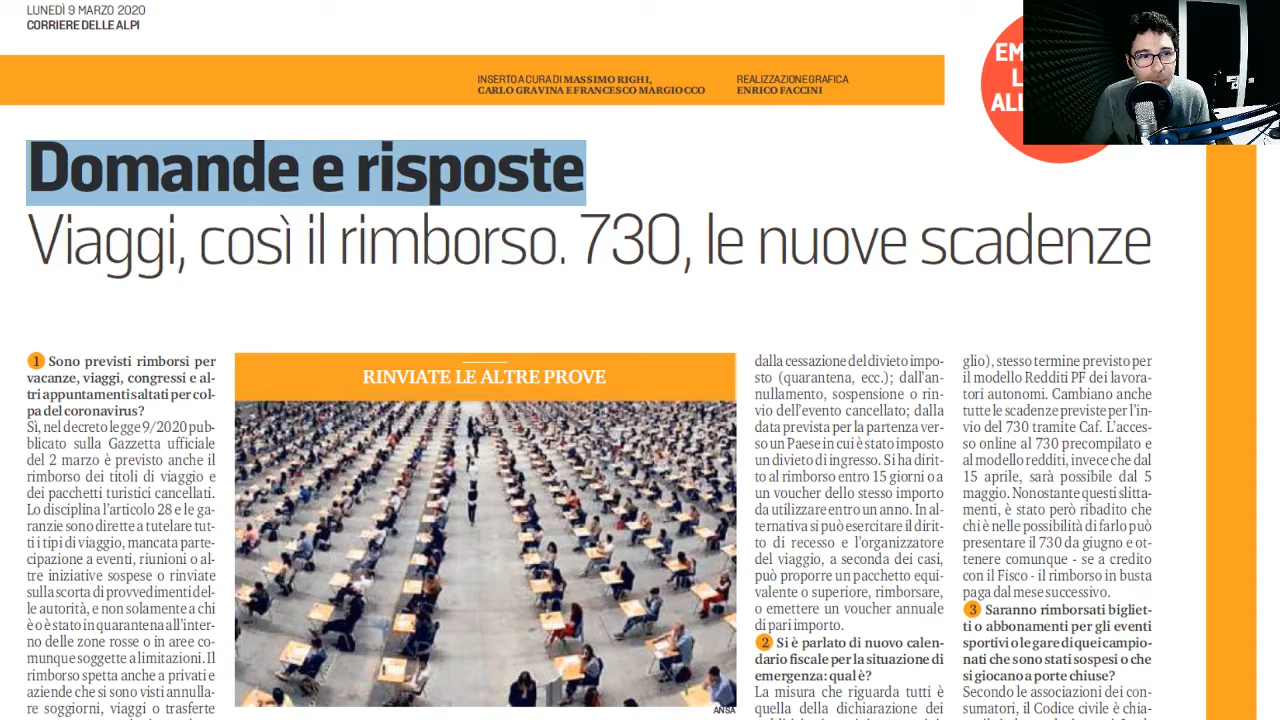 LUNEDÌ 9 MARZO 2020
CORRIERE DELLE ALPI
INSERTO A CURA DI MASSIMO RIGHI,
CARLO GRAVINA E FRANCESCO MARGIOCCO
REALIZZAZIONE GRAFICA
ENRICO FACCINI
Domande e risposte
Viaggi, così il rimborso. 730, le nuove scadenze
1 Sono previsti rimborsi per
vacanze, viaggi, congressi e al-
tri appuntamenti saltati per col-
pa del coronavirus?
Sì, nel decreto legge 9/2020 pub-
blicato sulla Gazzetta ufficiale
del 2 marzo è previsto anche il
rimborso dei titoli di viaggio e
dei pacchetti turistici cancellati.
Lo disciplina l'articolo 28 e le ga-
ranzie sono dirette a tutelare tut-
ti i tipi di viaggio, mancata parte-
cipazione a eventi, riunioni o al-
tre iniziative sospese o rinviate
sulla scorta di provvedimenti del-
le autorità, e non solamente a chi
è o è stato in quarantena all'inter-
no delle zone rosse o in aree co-
munque soggette a limitazioni. Il
rimborso spetta anche a privati e
aziende che si sono visti annulla-
re soggiorni, viaggi o trasferte
RINVIATE LE ALTRE PROVE
ANSA
dalla cessazione del divieto impo-
sto (quarantena, ecc.); dall'an-
nullamento, sospensione o rin-
vio dell'evento cancellato; dalla
data prevista per la partenza ver-
so un Paese in cui è stato imposto
un divieto di ingresso. Si ha dirit-
to al rimborso entro 15 giorni o a
un voucher dello stesso importo
da utilizzare entro un anno. In al-
ternativa si può esercitare il dirit-
to di recesso e l'organizzatore
del viaggio, a seconda dei casi,
può proporre un pacchetto equi-
valente o superiore, rimborsare,
o emettere un voucher annuale
di pari importo.
2 Si è parlato di nuovo calen-
dario fiscale per la situazione di
emergenza: qual è?
La misura che riguarda tutti è
quella della dichiarazione dei
glio), stesso termine previsto per
il modello Redditi PF dei lavora-
tori autonomi. Cambiano anche
tutte le scadenze previste per l'in-
vio del 730 tramite Caf. L'acces-
so online al 730 precompilato e
al modello redditi, invece che dal
15 aprile, sarà possibile dal 5
maggio. Nonostante questi slitta-
menti, è stato però ribadito che
chi è nelle possibilità di farlo può
presentare il 730 da giugno e ot-
tenere comunque - se a credito
con il Fisco - il rimborso in busta
paga dal mese successivo.
3 Saranno rimborsati bigliet-
ti o abbonamenti per gli eventi
sportivi o le gare di quei campio-
nati che sono stati sospesi o che
si giocano a porte chiuse?
Secondo le associazioni dei con-
sumatori, il Codice civile è chia-